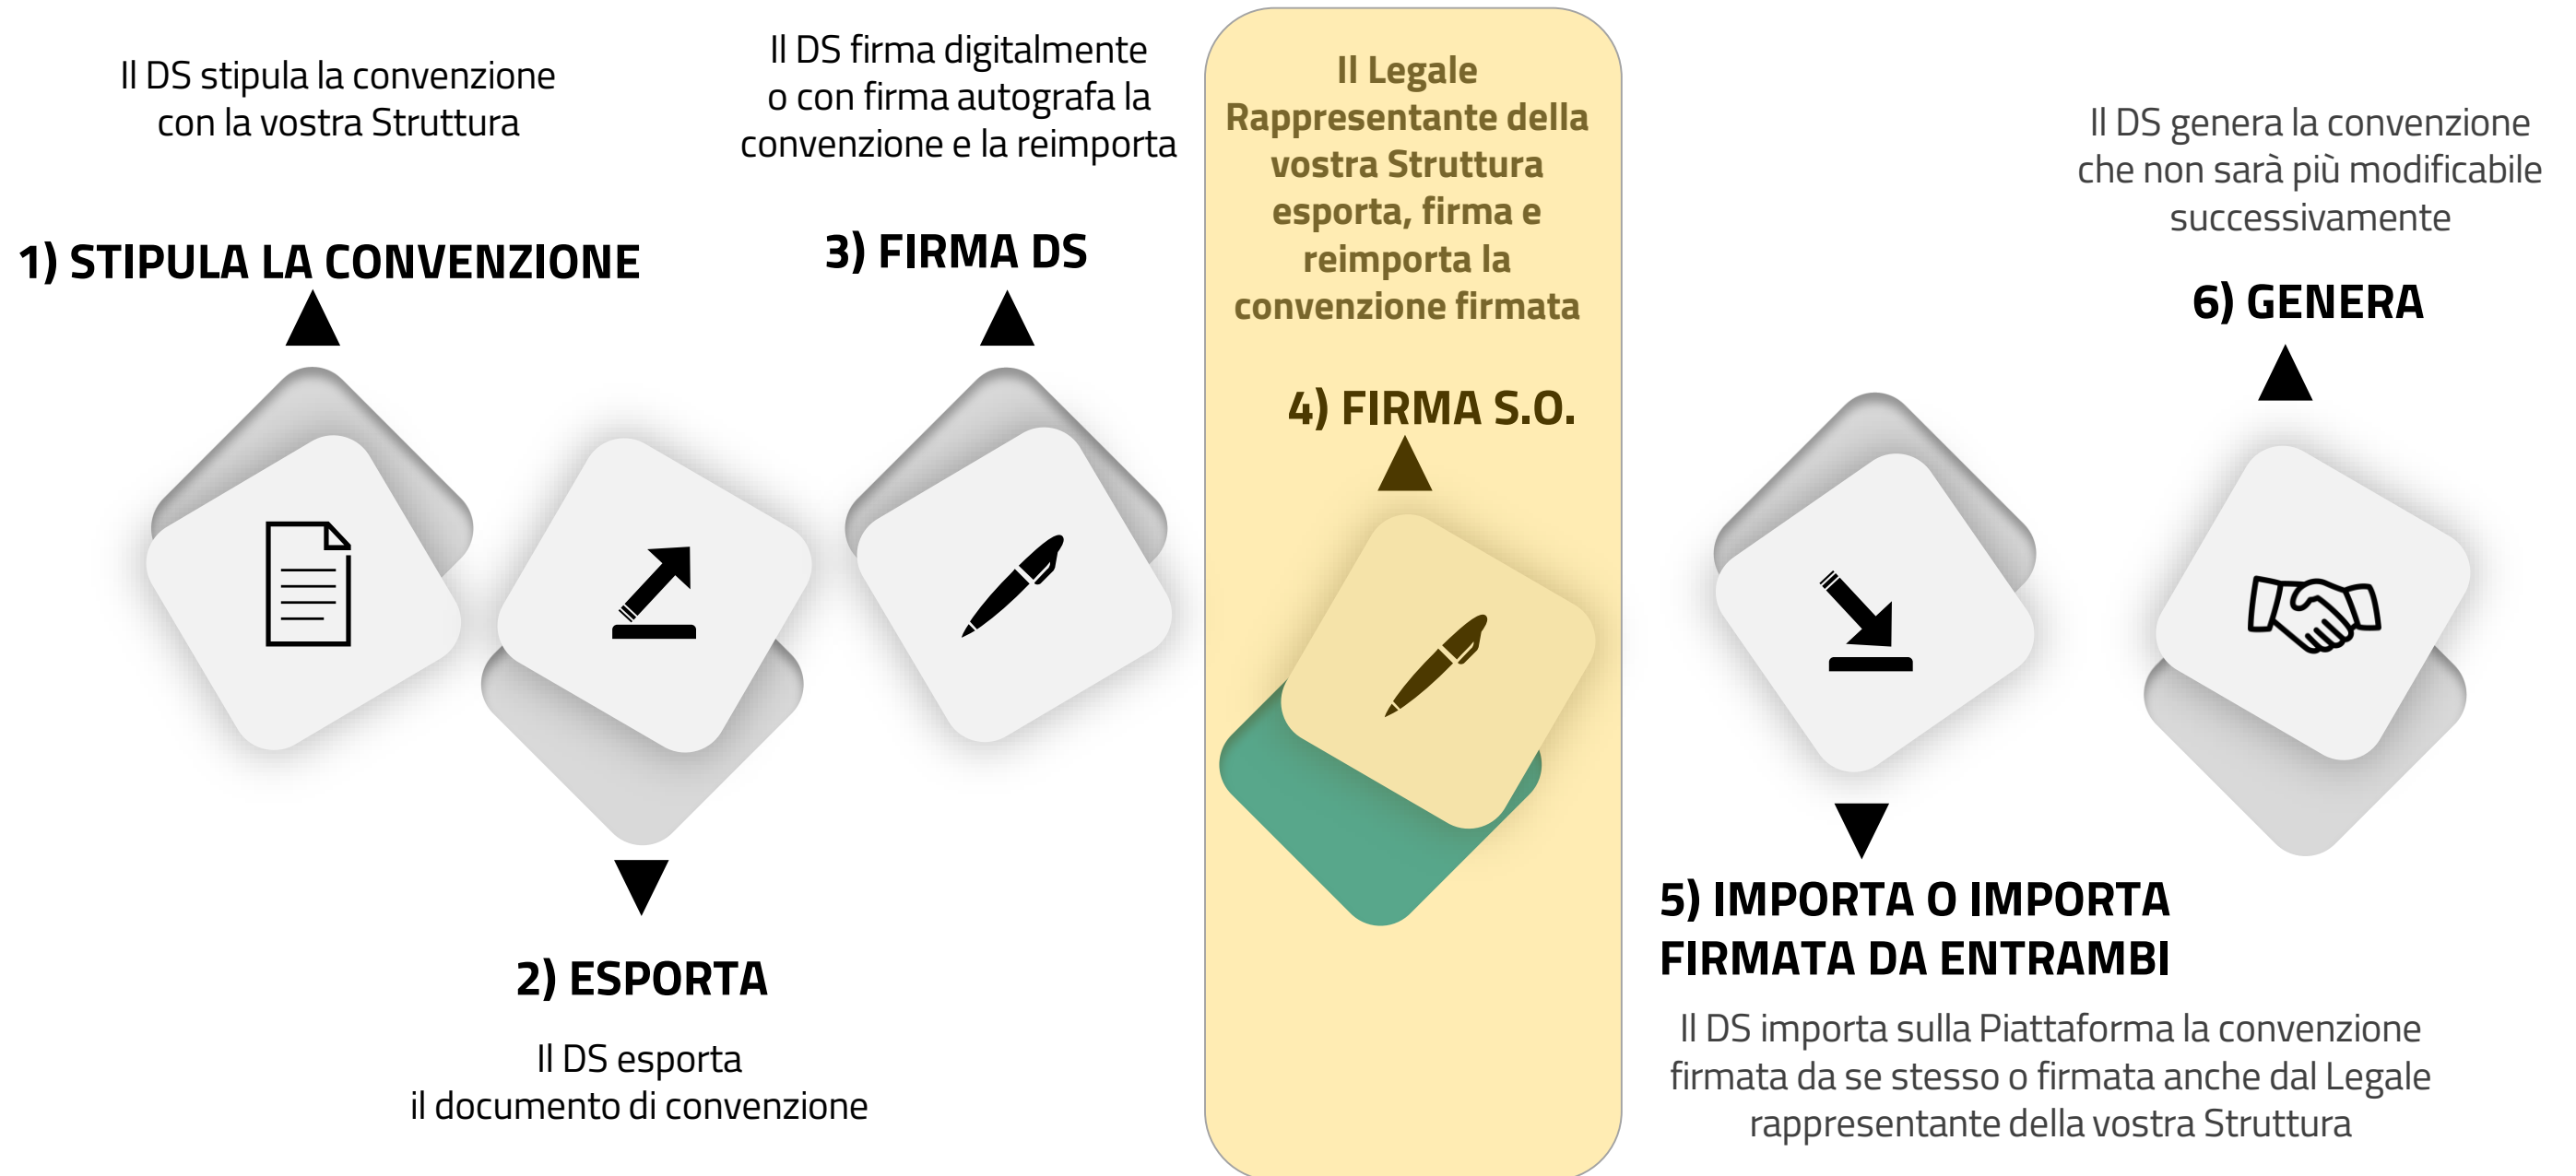 Il DS stipula la convenzione
con la vostra Struttura
1) STIPULA LA CONVENZIONE
2) ESPORTA
Il DS esporta
il documento di convenzione
Il DS firma digitalmente
o con firma autografa la
convenzione e la reimporta
3) FIRMA DS
Il Legale
Rappresentante della
vostra Struttura
esporta, firma e
reimporta la
convenzione firmata
4) FIRMA S.O.
5) IMPORTA O IMPORTA
FIRMATA DA ENTRAMBI
Il DS importa sulla Piattaforma la convenzione
firmata da se stesso o firmata anche dal Legale
rappresentante della vostra Struttura
Il DS genera la convenzione
che non sarà più modificabile
successivamente
6) GENERA